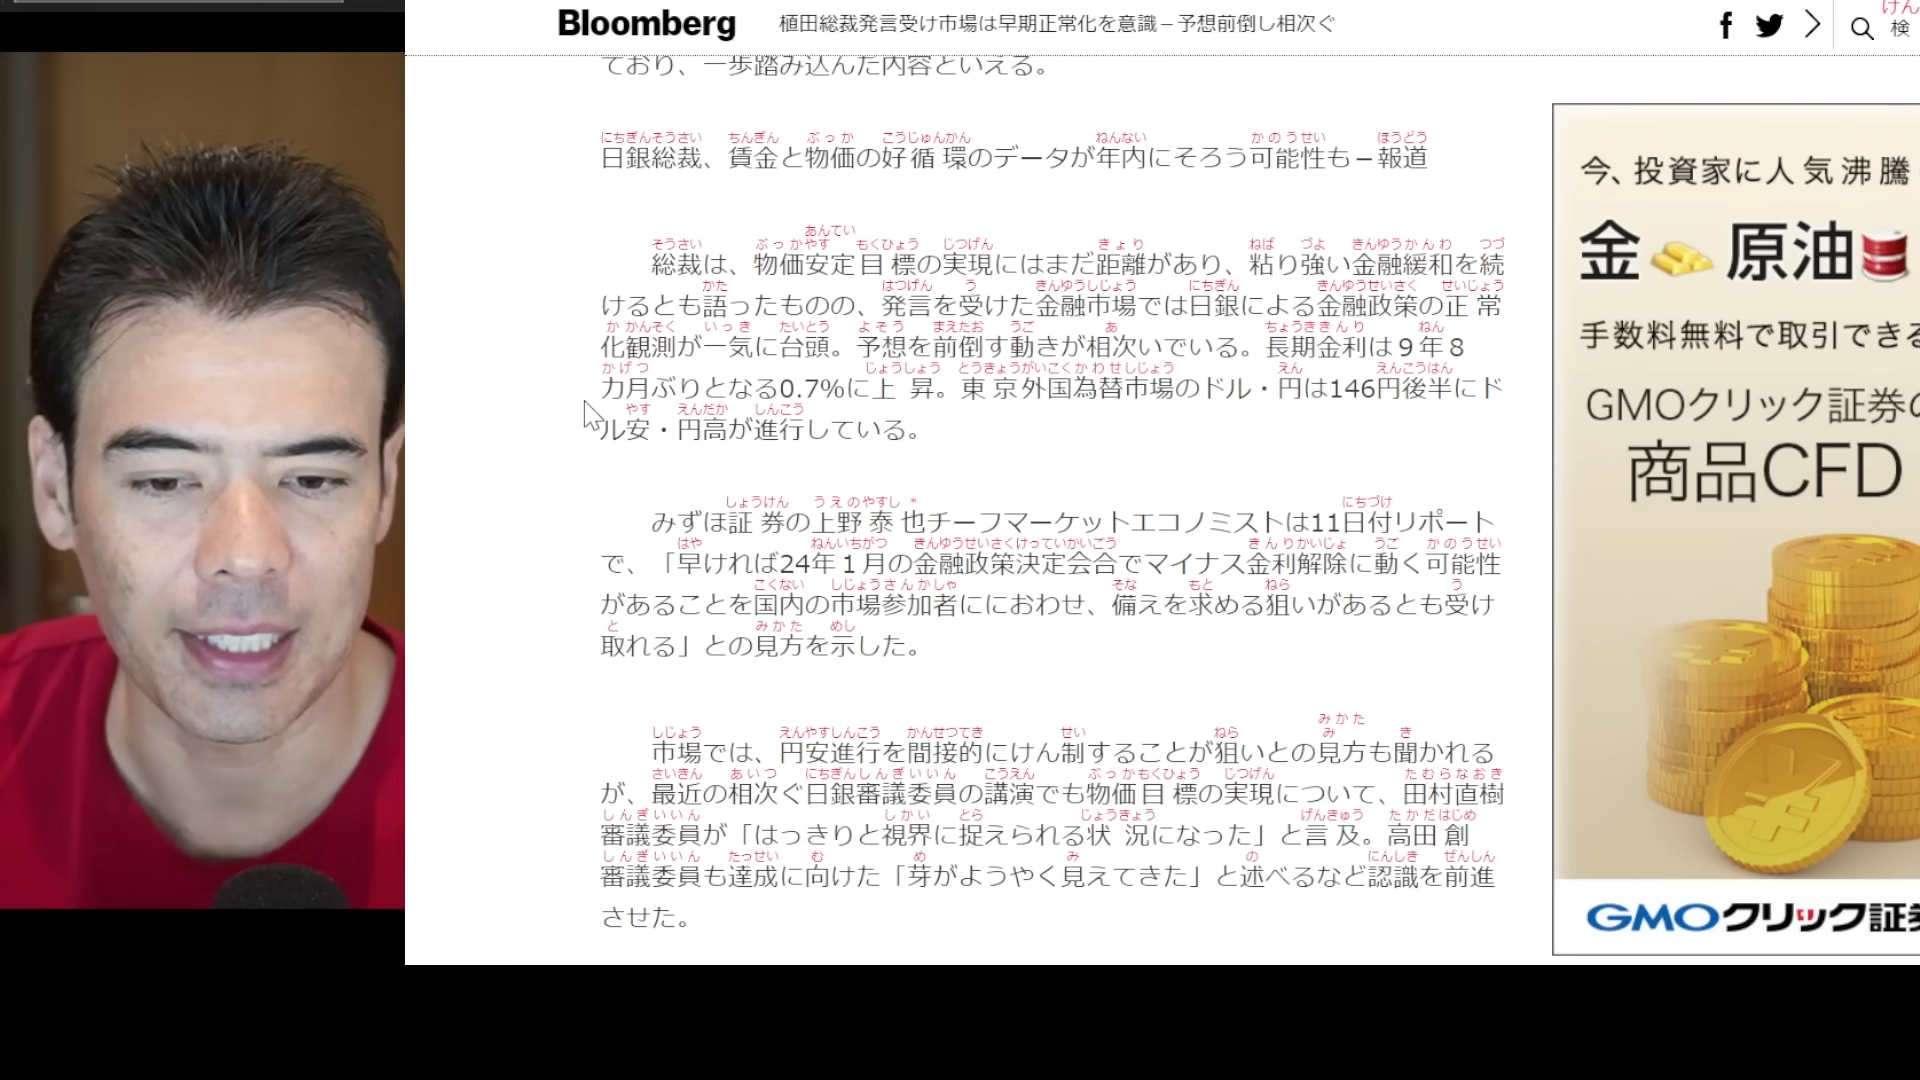 Bloomberg 植田総裁発言受け市場は早期正常化を意識－予想前倒し相次ぐ
けん
検
ており、一歩踏み込んだ内容といえる。
にちぎんそうさい ちんぎん ぶっか こうじゅんかん ねんない かのうせい ほうどう
日銀総裁、賃金と物価の好循環のデータが年内にそろう可能性も－報道
あんてい
そうさい ぶっかやす もくひょう じつげん きょり ねば づよ きんゆうかんわ つづ
総裁は、物価安定目標の実現にはまだ距離があり、粘り強い金融緩和を続
かた はつげん う きんゆうしじょう にちぎん きんゆうせいさく せいじょう
けるとも語ったものの、発言を受けた金融市場では日銀による金融政策の正常
か かんそく いっき たいとう よそう まえたお うご あ ちょうききんり ねん
化観測が一気に台頭。予想を前倒す動きが相次いでいる。長期金利は９年８
かげつ じょうしょう とうきょうがいこくかわせしじょう えん えんこうはん
カ月ぶりとなる0.7%に上昇。東京外国為替市場のドル・円は146円後半にド
やす えんだか しんこう
ル安・円高が進行している。
しょうけん うえのやすし *
にちづけ
みずほ証券の上野泰也チーフマーケットエコノミストは11日付リポート
はや ねんいちがつ きんゆうせいさくけっていかいごう きんりかいじょ うご かのうせい
で、「早ければ24年１月の金融政策決定会合でマイナス金利解除に動く可能性
こくない しじょうさんかしゃ そな もと ねら う
があることを国内の市場参加者ににおわせ、備えを求める狙いがあるとも受け
と みかた めし
取れる」との見方を示した。
みかた
しじょう えんやすしんこう かんせつてき せい ねら み き
市場では、円安進行を間接的にけん制することが狙いとの見方も聞かれる
さいきん あいつ にちぎんしんぎいいん こうえん ぶっかもくひょう じつげん たむらなおき
が、最近の相次ぐ日銀審議委員の講演でも物価目標の実現について、田村直樹
しんぎいいん しかい とら じょうきょう げんきゅう たかだはじめ
審議委員が「はっきりと視界に捉えられる状況になった」と言及。高田創
しんぎいいん たっせい む め み の にんしき ぜんしん
審議委員も達成に向けた「芽がようやく見えてきた」と述べるなど認識を前進
させた。
今、投資家に人気沸騰
金 原油
手数料無料で取引できる
GMOクリック証券の
商品CFD
GMOクリック証券